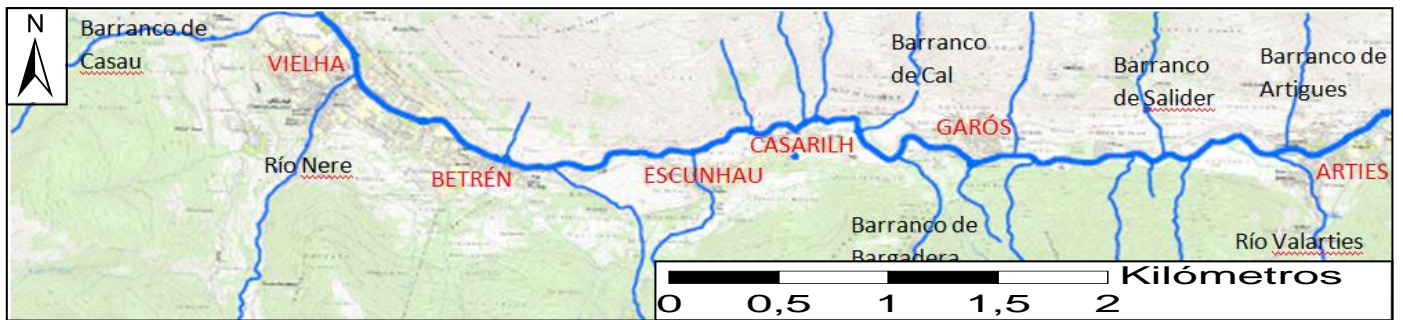 N
Barranco de
Casau
VIELHA
Río Nere
BETRÉN
ESCUNHAU
CASARILH
Barranco
de Cal
GARÓS
Barranco
de Salider
Barranco de
Artigues
ARTIES
Barranco de
Bargadera
Río Valarties
Kilómetros
0 0,5 1 1,5 2